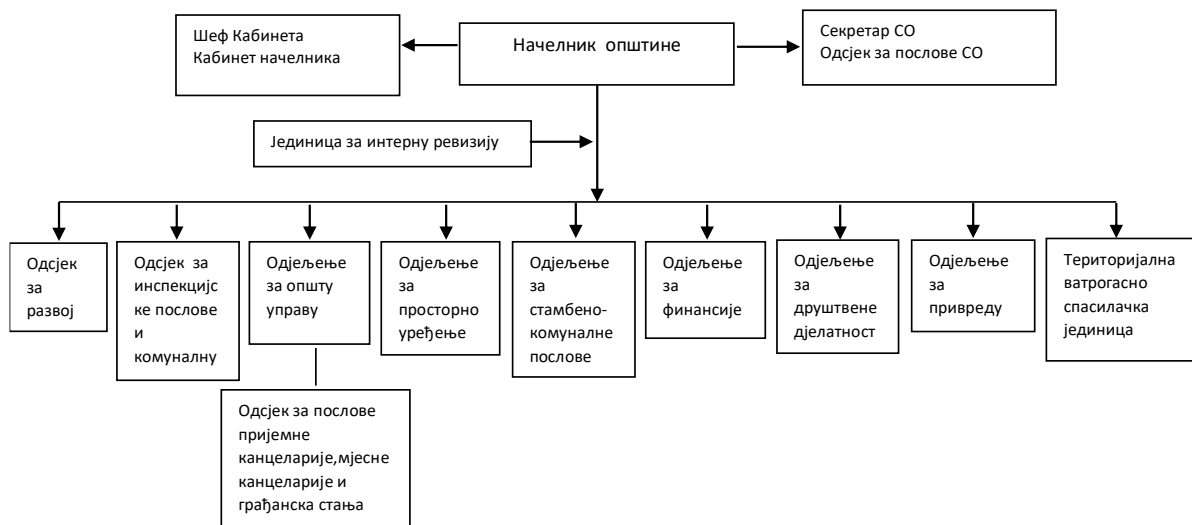 Шеф Кабинета
Кабинет начелника
Начелник општине
Секретар СО
Одсјек за послове СО
Јединица за интерну ревизију
Одсјек
за
развој
Одсјек за
инспекцијс
ке послове
и
комуналну
Одјељење
за општу
управу
Одјељење
за
просторно
уређење
Одјељење
за
стамбено-
комуналне
послове
Одјељење
за
финансије
Одјељење
за
друштвене
дјелатност
Одјељење
за
привреду
Територијална
ватрогасно
спасилачка
јединица
Одсјек за послове
пријемне
канцеларије,мјесне
канцеларије и
грађанска стања